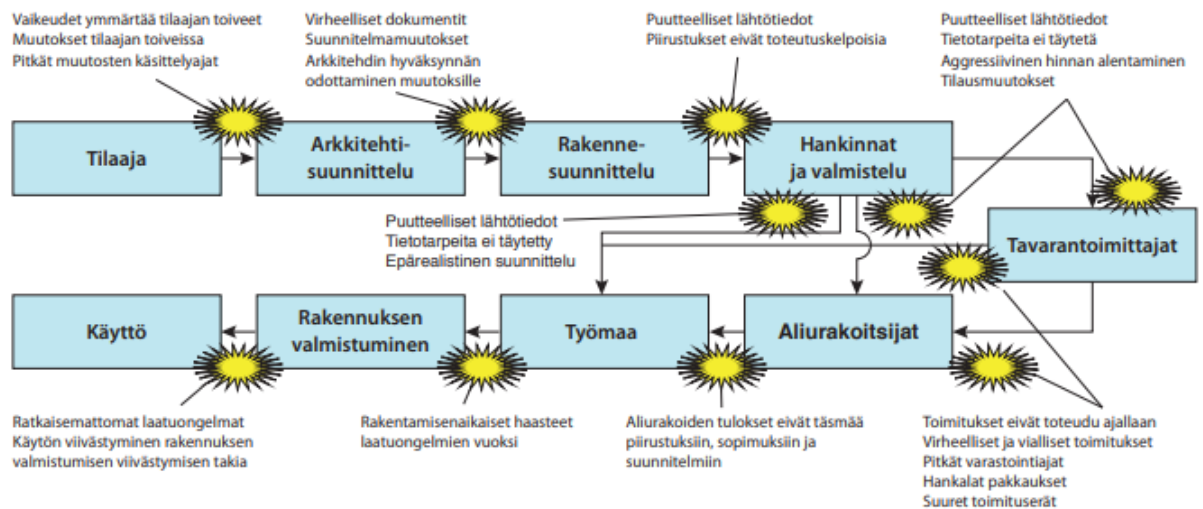 Vaikeudet ymmärtää tilaajan toiveet
Muutokset tilaajan toiveissa
Pitkät muutosten käsittelyajat
Virheelliset dokumentit
Suunnitelmamuutokset
Arkkitehdin hyväksynnän
odottaminen muutoksille
Puutteelliset lähtötiedot
Piirustukset eivät toteutuskelpoisia
Puutteelliset lähtötiedot
Tietotarpeita ei täytetä
Aggressiivinen hinnan alentaminen
Tilausmuutokset
Tilaaja
Arkkitehti-
suunnittelu
Rakenne-
suunnittelu
Hankinnat
ja valmistelu
Puutteelliset lähtötiedot
Tietotarpeita ei täytetty
Epärealistinen suunnittelu
Tavarantoimittajat
Käyttö
Rakennuksen
valmistuminen
Työmaa
Aliurakoitsijat
Ratkaisemattomat laatuongelmat
Käytön viivästyminen rakennuksen
valmistumisen viivästymisen takia
Rakentamisenaikaiset haasteet
laatuongelmien vuoksi
Aliurakoiden tulokset eivät täsmää
piirustuksiin, sopimuksiin ja
suunnitelmiin
Toimitukset eivät toteudu ajallaan
Virheelliset ja vialliset toimitukset
Pitkät varastointiajat
Hankalat pakkaukset
Suuret toimituserät